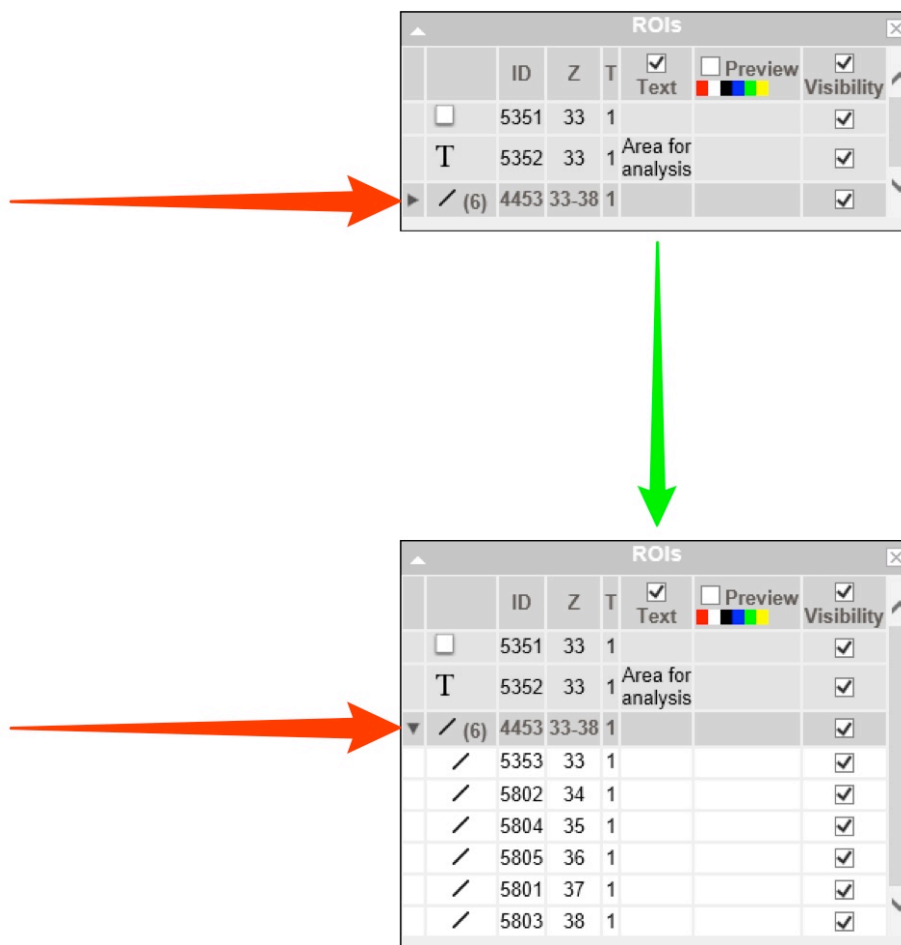 ROIs
ID Z T Text Preview Visibility
5351 33 1
T 5352 33 1 Area for
analysis
(6) 4453 33-38 1
ROIs
ID Z T Text Preview Visibility
5351 33 1
T 5352 33 1 Area for
analysis
(6) 4453 33-38 1
5353 33 1
5802 34 1
5804 35 1
5805 36 1
5801 37 1
5803 38 1